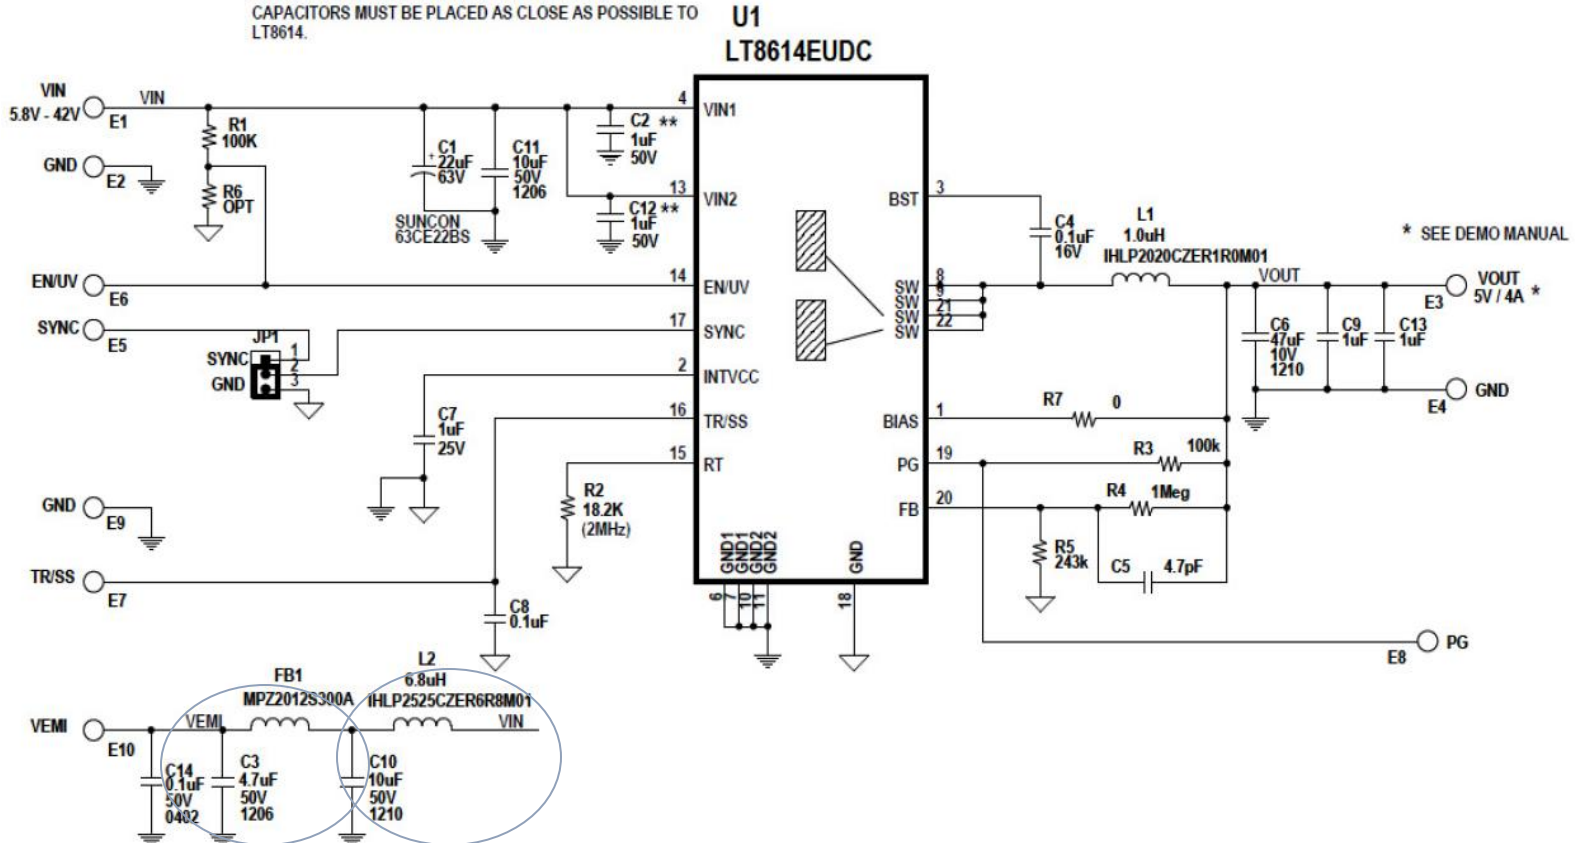 CAPACITORS MUST BE PLACED AS CLOSE AS POSSIBLE TO
LT8614.
U1
LT8614EUDC
VIN
5.8V - 42V
E1
VIN
GND
E2
R1
100K
R6
OPT
C1
+
22uF
63V
SUNCON
63CE22BS
C11
10uF
50V
1206
C2 **
1uF
50V
C12 **
1uF
50V
4
VIN1
13
VIN2
14
EN/UV
17
SYNC
2
INTVCC
16
TR/SS
15
RT
EN/UV
E6
SYNC
E5
JP1
SYNC
GND
1
2
3
C7
1uF
25V
R2
18.2K
(2MHz)
GND
E9
TR/SS
E7
C8
0.1uF
GND1
GND1
GND2
GND2
GND
6
7
10
11
18
3
BST
8
SW
9
SW
21
SW
22
SW
1
BIAS
19
PG
20
FB
C4
0.1uF
16V
L1
1.0uH
IHLP2020CZER1R0M01
* SEE DEMO MANUAL
VOUT
E3
VOUT
5V / 4A *
C6
47uF
10V
1210
C9
1uF
C13
1uF
E4
GND
R7
0
R3
100k
R4
1Meg
R5
243k
C5
4.7pF
E8
PG
FB1
MPZ2012S300A
L2
6.8uH
IHLP2525CZER6R8M01
VEMI
E10
VEMI
VIN
C14
0.1uF
50V
0402
C3
4.7uF
50V
1206
C10
10uF
50V
1210